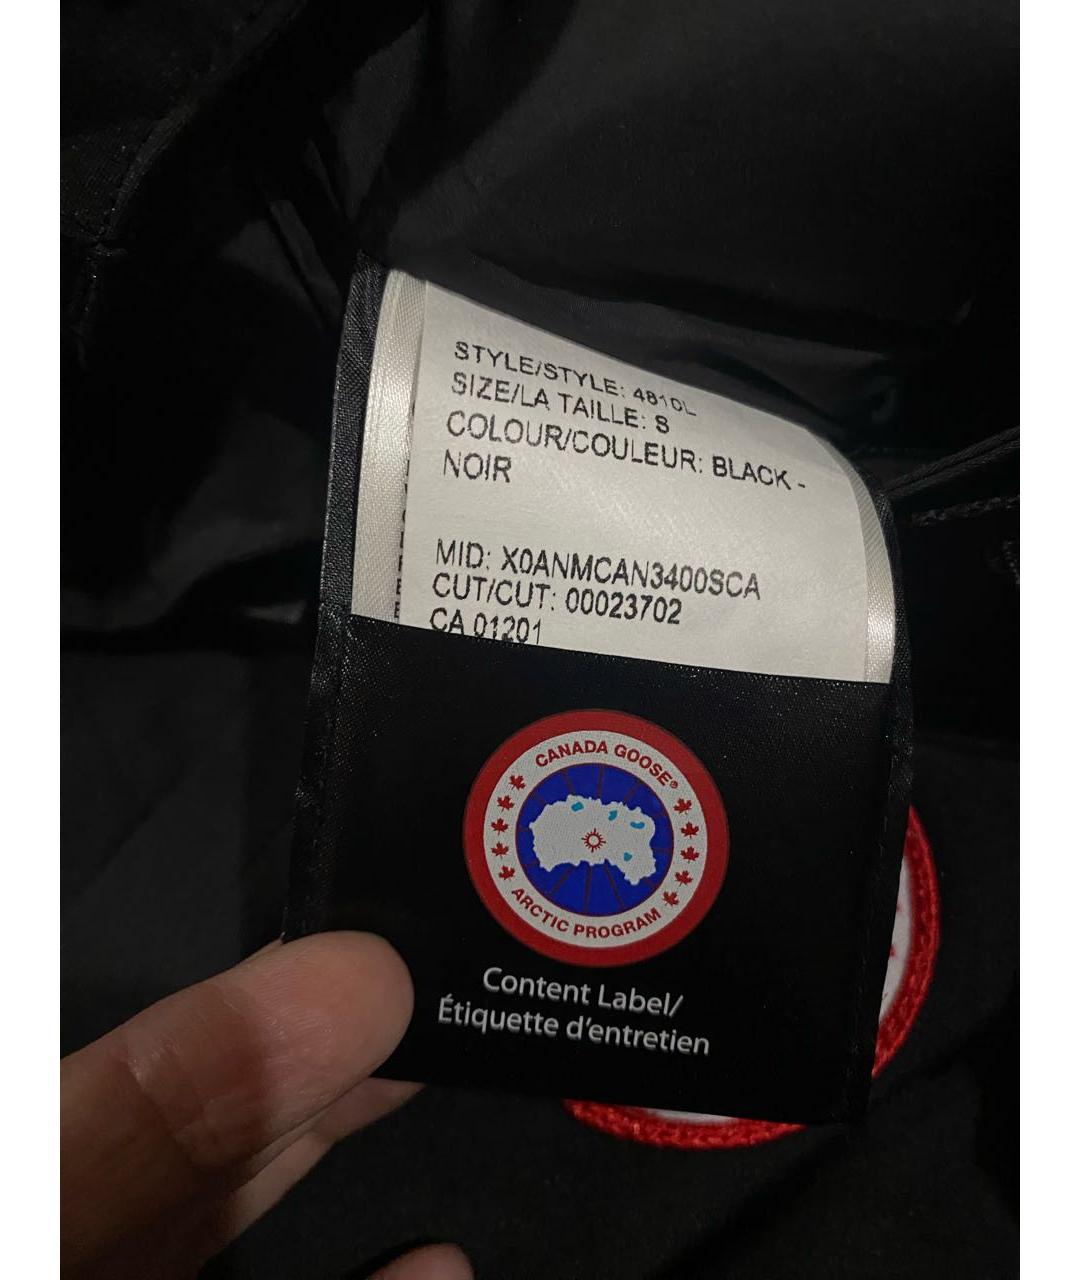 STYLE/STYLE: 4810L
SIZE/LA TAILLE: S
COLOUR/COULEUR: BLACK -
NOIR
MID: X0ANMCAN3400SCA
CUT/CUT: 00023702
CA 01201
CANADA GOOSE®
ARCTIC PROGRAM
Content Label/
Étiquette d'entretien